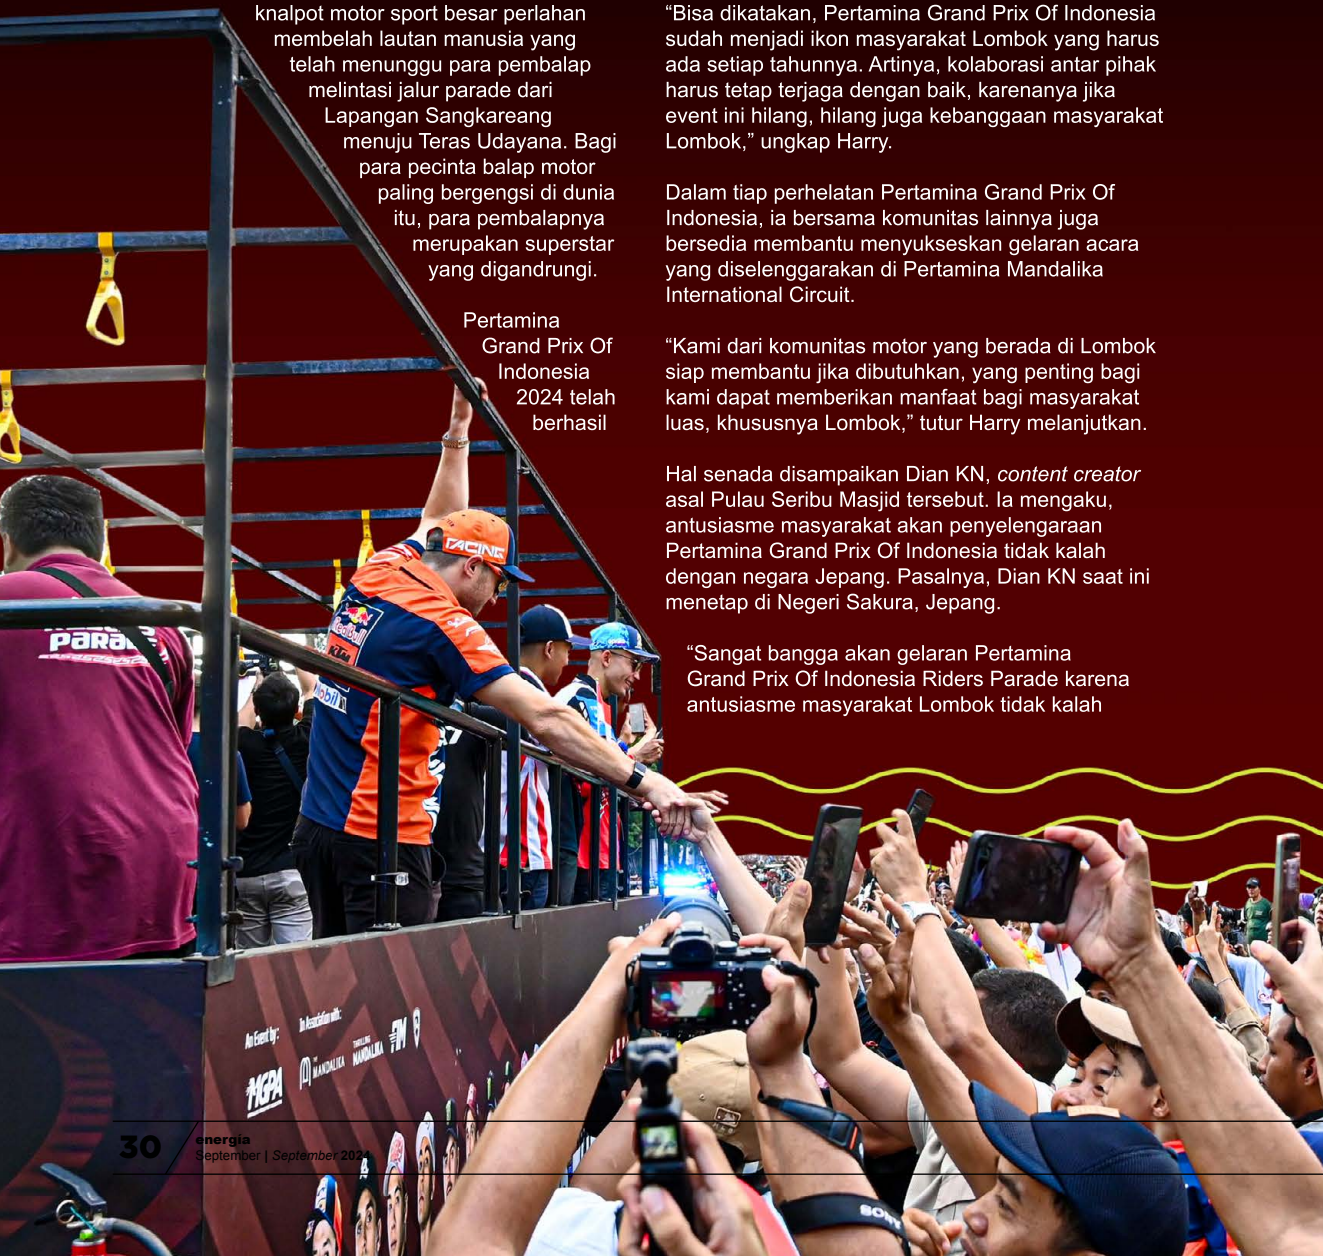 knalpot motor sport besar perlahan
membelah lautan manusia yang
telah menunggu para pembalap
melintasi jalur parade dari
Lapangan Sangkareang
menuju Teras Udayana. Bagi
para pecinta balap motor
paling bergengsi di dunia
itu, para pembalapnya
merupakan superstar
yang digandrungi.
Pertamina
Grand Prix Of
Indonesia
2024 telah
berhasil
“Bisa dikatakan, Pertamina Grand Prix Of Indonesia
sudah menjadi ikon masyarakat Lombok yang harus
ada setiap tahunnya. Artinya, kolaborasi antar pihak
harus tetap terjaga dengan baik, karenanya jika
event ini hilang, hilang juga kebanggaan masyarakat
Lombok,” ungkap Harry.
Dalam tiap perhelatan Pertamina Grand Prix Of
Indonesia, ia bersama komunitas lainnya juga
bersedia membantu menyukseskan gelaran acara
yang diselenggarakan di Pertamina Mandalika
International Circuit.
“Kami dari komunitas motor yang berada di Lombok
siap membantu jika dibutuhkan, yang penting bagi
kami dapat memberikan manfaat bagi masyarakat
luas, khususnya Lombok,” tutur Harry melanjutkan.
Hal senada disampaikan Dian KN, content creator
asal Pulau Seribu Masjid tersebut. Ia mengaku,
antusiasme masyarakat akan penyelengaraan
Pertamina Grand Prix Of Indonesia tidak kalah
dengan negara Jepang. Pasalnya, Dian KN saat ini
menetap di Negeri Sakura, Jepang.
“Sangat bangga akan gelaran Pertamina
Grand Prix Of Indonesia Riders Parade karena
antusiasme masyarakat Lombok tidak kalah
RACING
RedBull
KTM
Mobil
PARADE
An Event by:
MGPA
In Association with:
THE
MANDALIKA
THRILLING
MANDALIKA
SONY
30
energia
September | September 2024